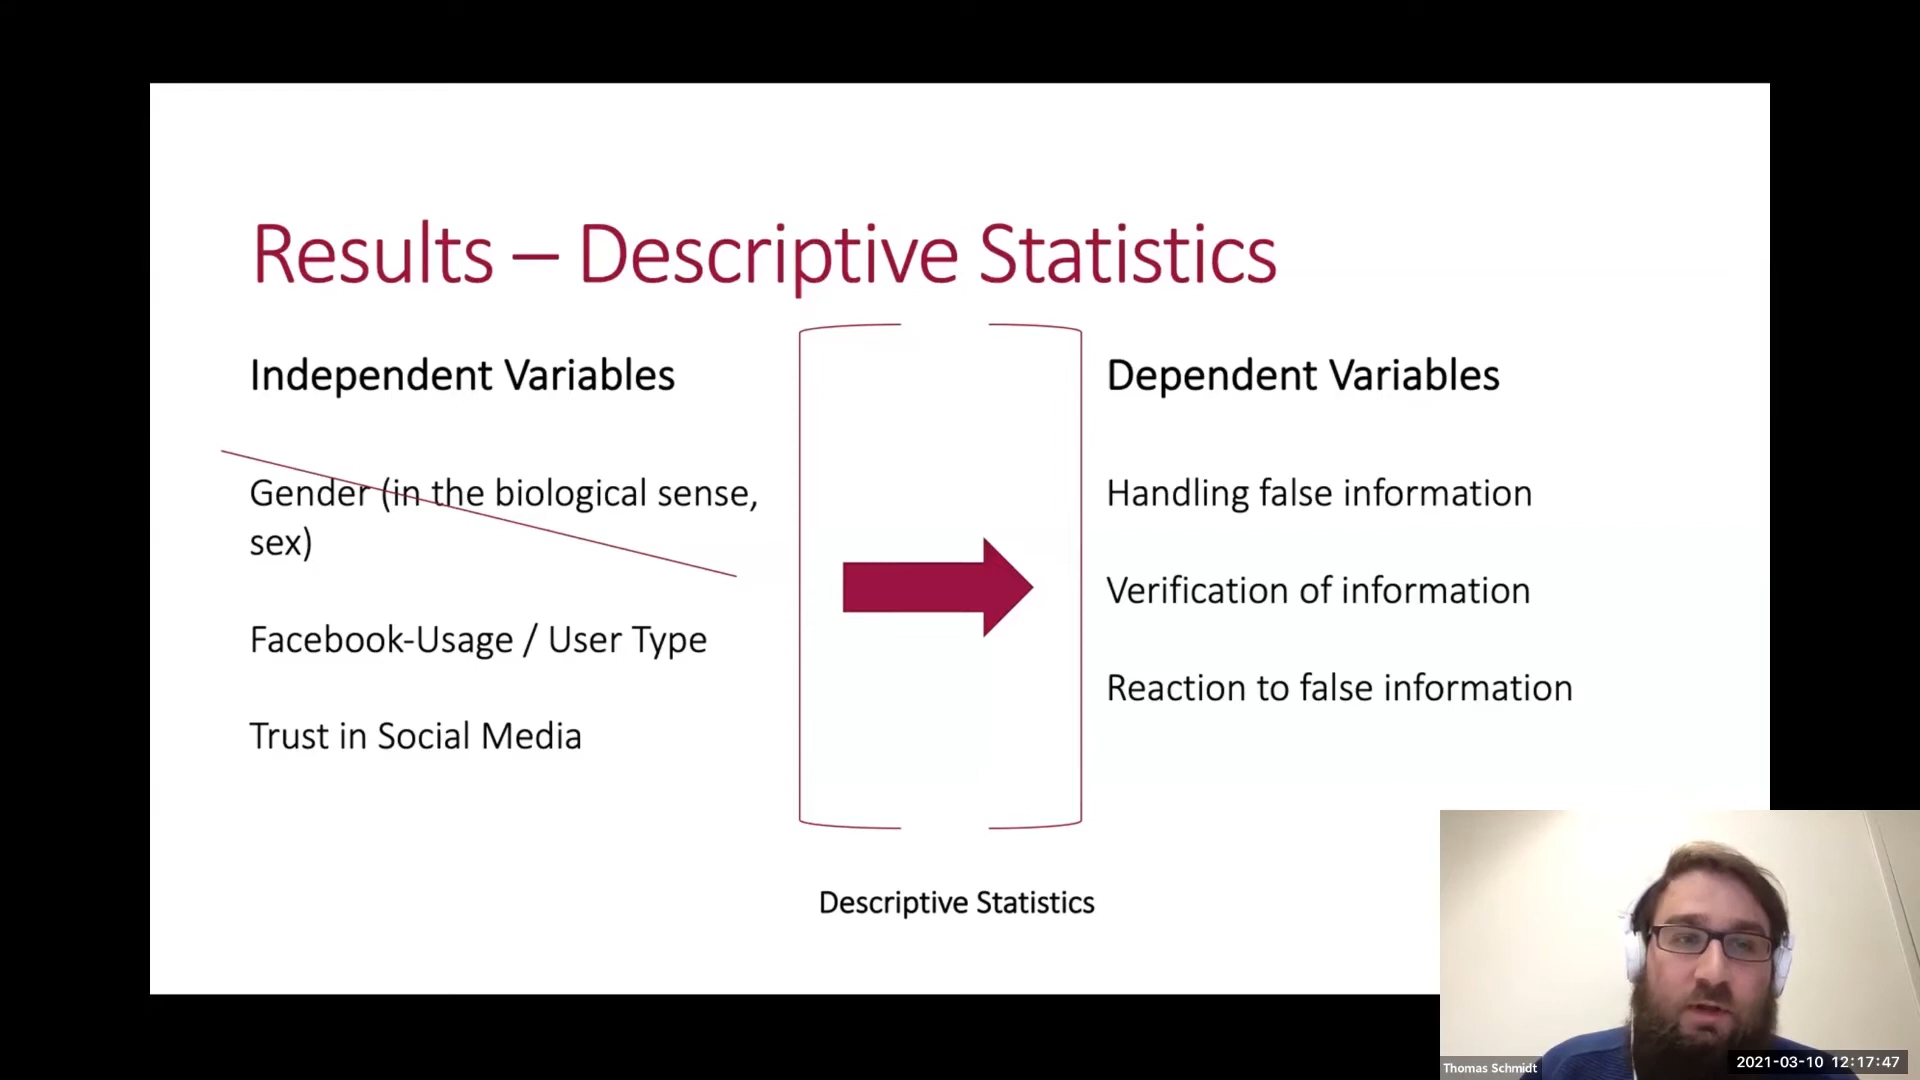 Results – Descriptive Statistics
Independent Variables
Gender (in the biological sense,
sex)
Facebook-Usage / User Type
Trust in Social Media
Dependent Variables
Handling false information
Verification of information
Reaction to false information
Descriptive Statistics
Thomas Schmidt
2021-03-10 12:17:47